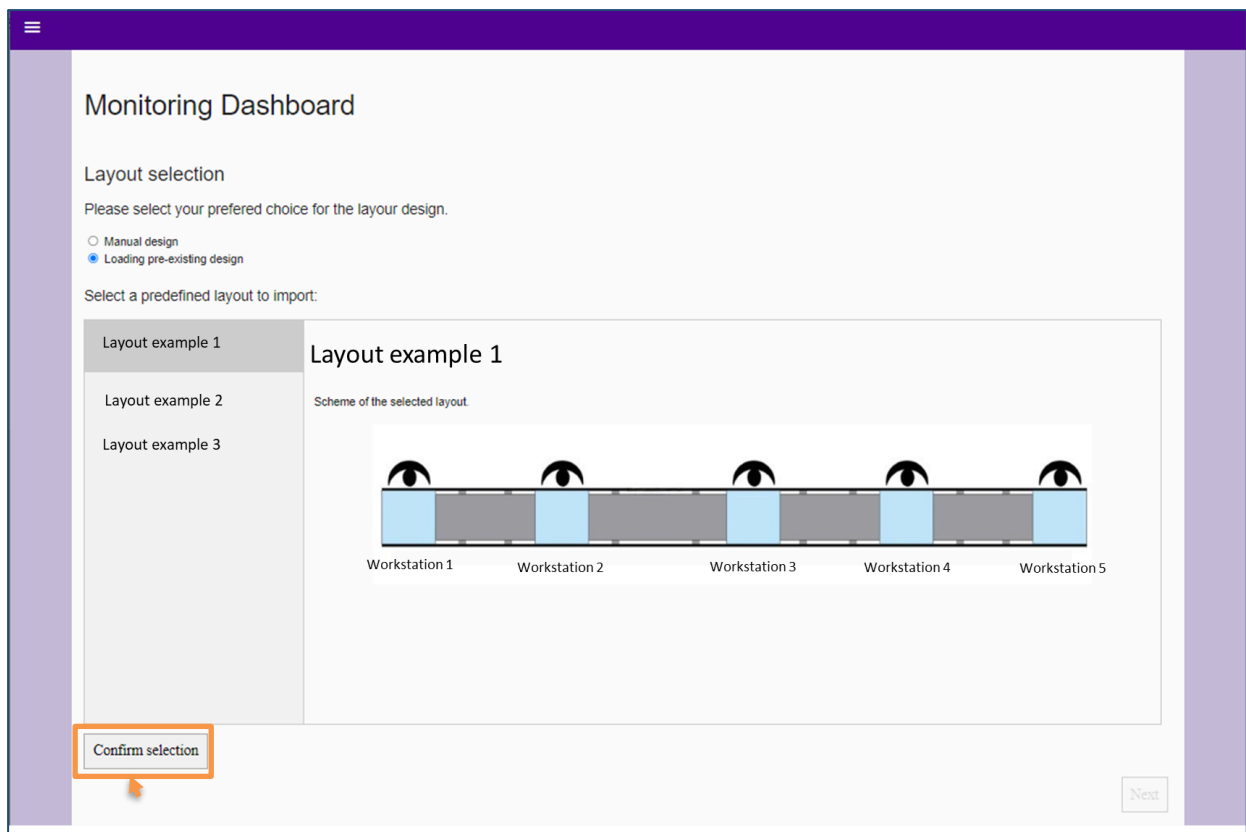 Monitoring Dashboard
Layout selection
Please select your prefered choice for the layour design.
Manual design
Loading pre-existing design
Select a predefined layout to import:
Layout example 1
Layout example 2
Layout example 3
Layout example 1
Scheme of the selected layout.
Workstation 1 Workstation 2 Workstation 3 Workstation 4 Workstation 5
Confirm selection
Next